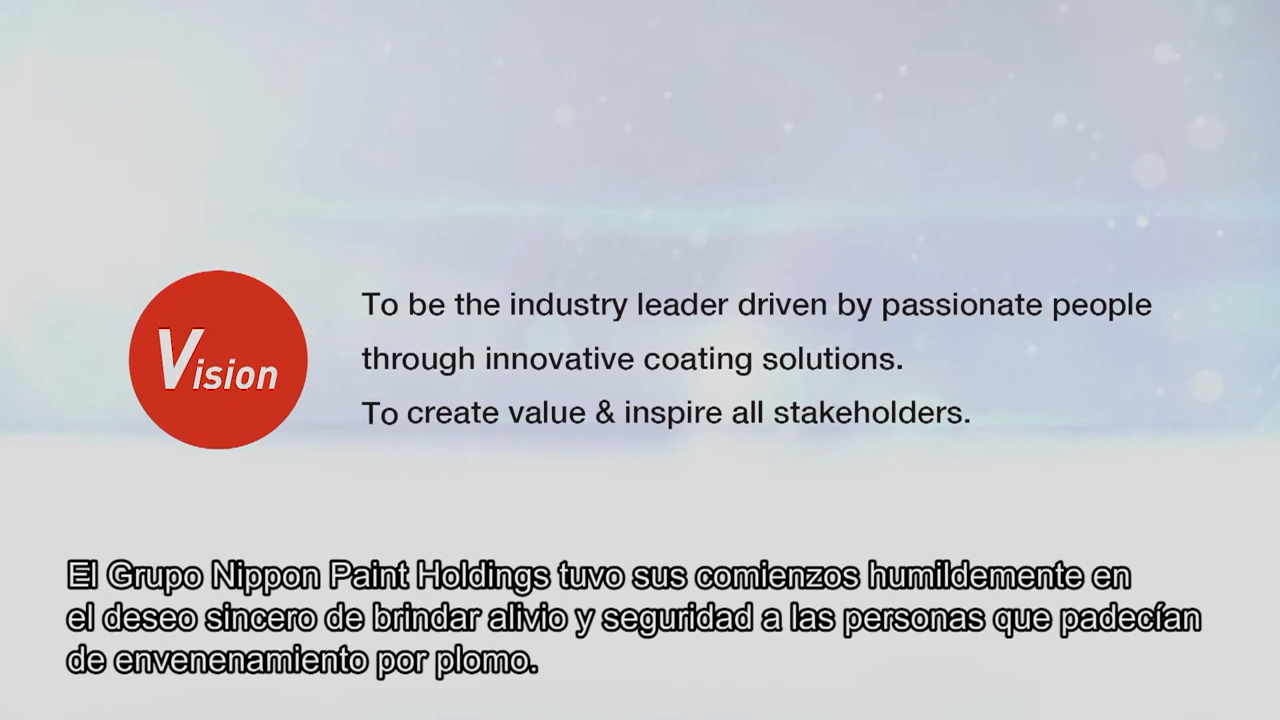 Vision
To be the industry leader driven by passionate people
through innovative coating solutions.
To create value & inspire all stakeholders.
El Grupo Nippon Paint Holdings tuvo sus comienzos humildemente en
el deseo sincero de brindar alivio y seguridad a las personas que padecían
de envenenamiento por plomo.